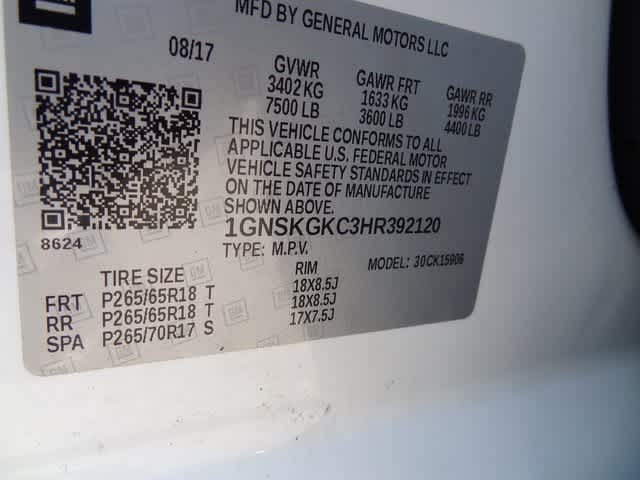 GM
MFD BY GENERAL MOTORS LLC
08/17
GVWR GAWR FRT GAWR RR
3402 KG 1633 KG 1996 KG
7500 LB 3600 LB 4400 LB
THIS VEHICLE CONFORMS TO ALL
APPLICABLE U.S. FEDERAL MOTOR
VEHICLE SAFETY STANDARDS IN EFFECT
ON THE DATE OF MANUFACTURE
SHOWN ABOVE.
8624
1GNSKGKC3HR392120
TYPE: M.P.V. MODEL: 30CK15906
TIRE SIZE RIM
FRT P265/65R18 T 18X8.5J
RR P265/65R18 T 18X8.5J
SPA P265/70R17 S 17X7.5J